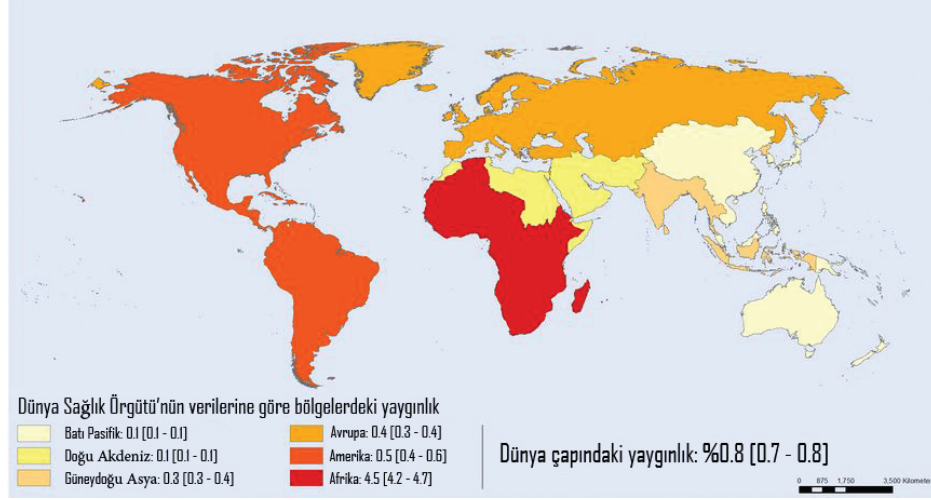 Dünya Sağlık Örgütü'nün verilerine göre bölgelerdeki yaygınlık
Batı Pasifik: 0.1 [0.1 - 0.1]
Doğu Akdeniz: 0.1 [0.1 - 0.1]
Güneydoğu Asya: 0.3 [0.3 - 0.4]
Avrupa: 0.4 [0.3 - 0.4]
Amerika: 0.5 [0.4 - 0.6]
Afrika: 4.5 [4.2 - 4.7]
Dünya çapındaki yaygınlık: %0.8 [0.7 - 0.8]
0 875 1,750 3,500 Kilometer